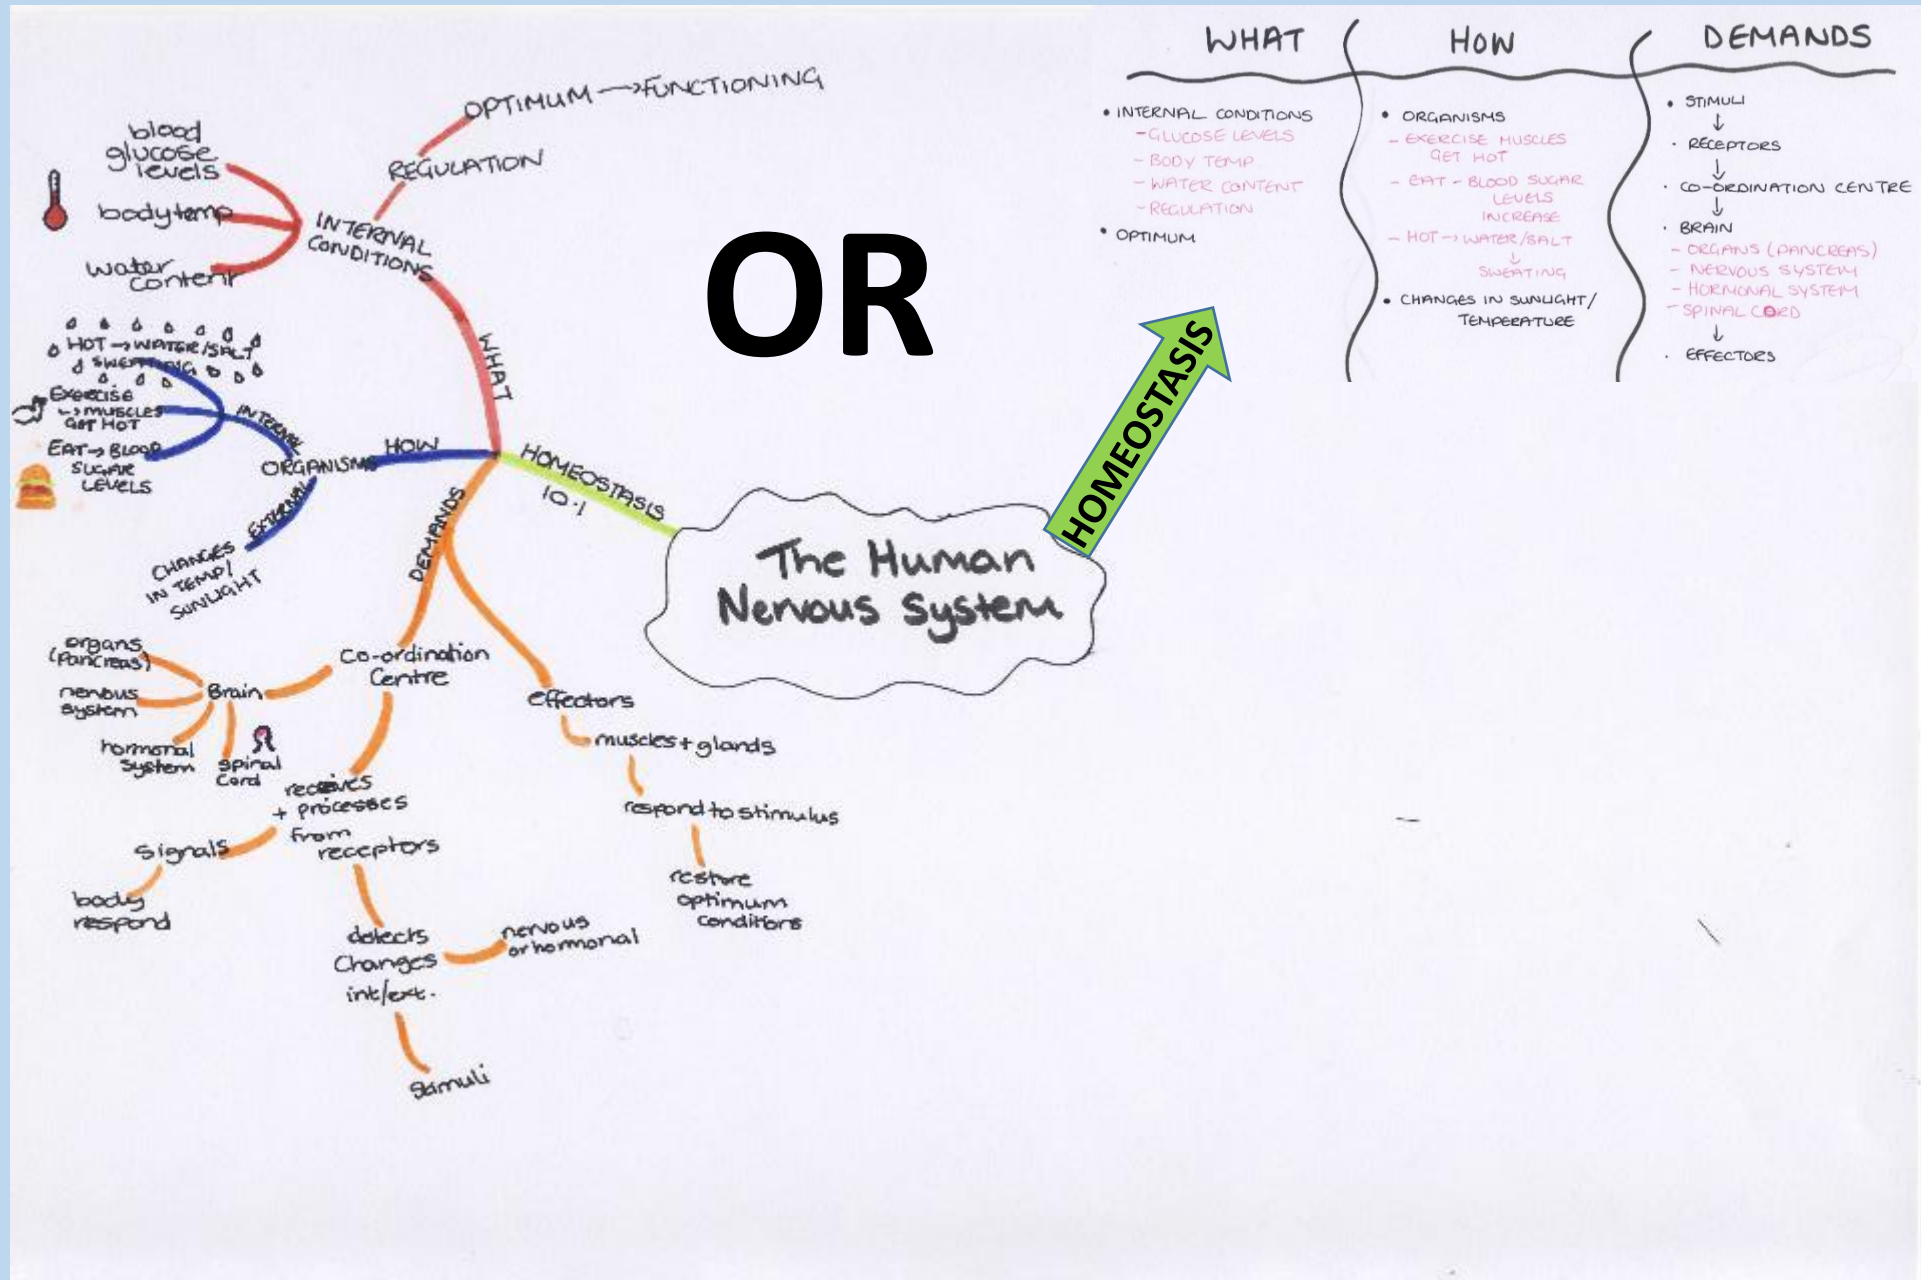 OPTIMUM → FUNCTIONING
REGULATION
blood
glucose
levels
bodytemp
water
content
INTERNAL
CONDITIONS
WHAT
HOT → WATER/SALT
SWEATING
EXERCISE
↳ MUSCLES
GOT HOT
EAT → BLOOD
SUGAR
LEVELS
INTERNAL
ORGANISMS
HOW
EXTERNAL
CHANGES
IN TEMP/
SUNLIGHT
HOMEOSTASIS
10.1
DEMANDS
Co-ordination
Centre
Brain
organs
(pancreas)
nervous
system
hormonal
system
spinal
cord
receives
+ processes
from
receptors
signals
body
respond
detects
changes
int/ext.
nervous
or hormonal
stimuli
effectors
muscles + glands
respond to stimulus
restore
optimum
conditions
The Human
Nervous System
OR
HOMEOSTASIS
WHAT
• INTERNAL CONDITIONS
- GLUCOSE LEVELS
- BODY TEMP
- WATER CONTENT
- REGULATION
• OPTIMUM
HOW
• ORGANISMS
- EXERCISE MUSCLES
GET HOT
- EAT - BLOOD SUGAR
LEVELS
INCREASE
- HOT → WATER/SALT
↓
SWEATING
• CHANGES IN SUNLIGHT/
TEMPERATURE
DEMANDS
• STIMULI
↓
· RECEPTORS
↓
· CO-ORDINATION CENTRE
↓
· BRAIN
- ORGANS (PANCREAS)
- NERVOUS SYSTEM
- HORMONAL SYSTEM
- SPINAL CORD
↓
· EFFECTORS